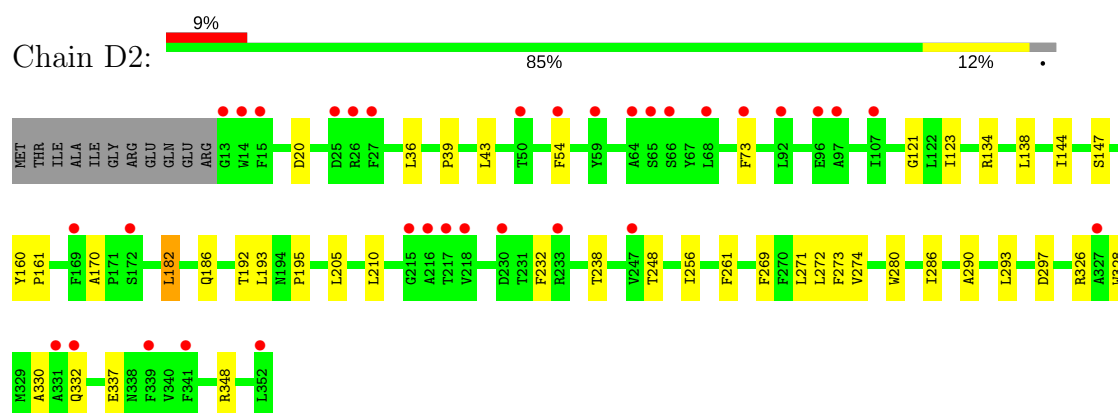 9%
Chain D2:
85% 12% •
MET THR ILE ALA ILE GLY ARG GLU GLN GLU ARG G13 W14 F15 D20 D25 R26 F27 L36 P39 L43 T50 F54 Y59 A64 S65 S66 Y67 L68 F73 L92 E96 A97 I107 G121 L122 I123 R134 L138 I144 S147
Y160 P161 F169 A170 P171 S172 L182 Q186 T192 L193 N194 P195 L205 L210 G215 A216 T217 V218 D230 T231 F232 R233 T238 V247 T248 I256 F261 F269 F270 L271 L272 F273 V274 W280 I286 A290 L293 D297 R326 A327 W328
M329 A330 A331 Q332 E337 N338 F339 V340 F341 R348 L352